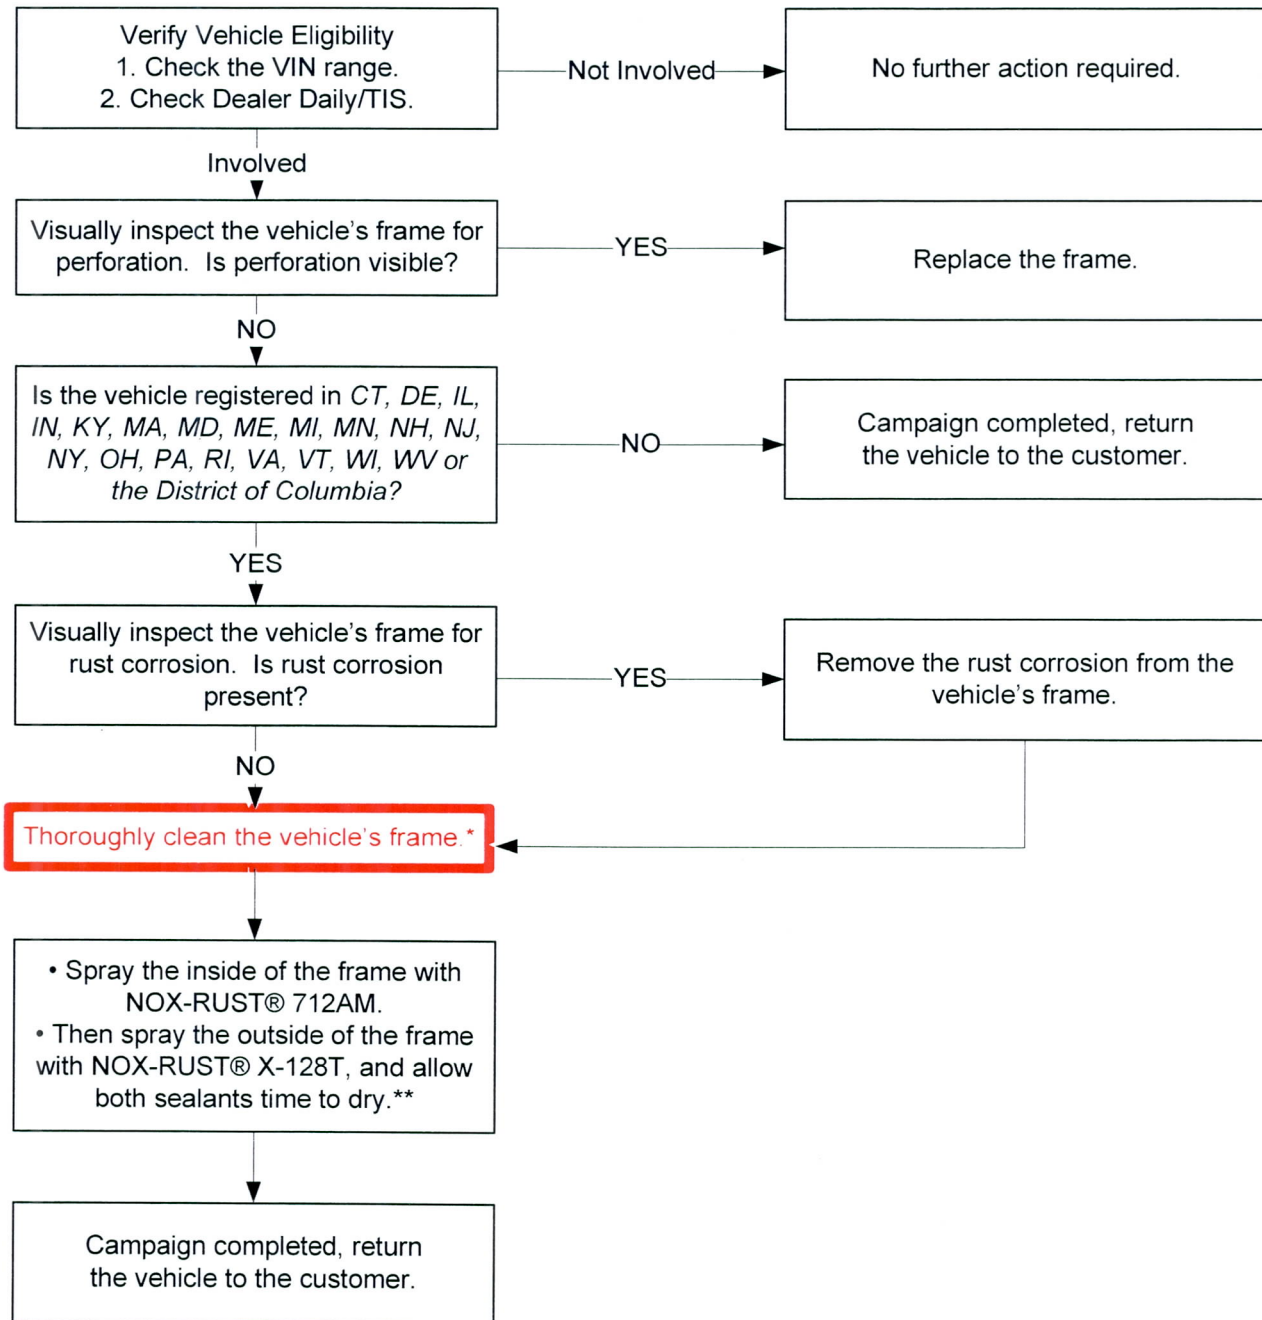 Verify Vehicle Eligibility
1. Check the VIN range.
2. Check Dealer Daily/TIS.
Not Involved
No further action required.
Involved
Visually inspect the vehicle's frame for
perforation. Is perforation visible?
YES
Replace the frame.
NO
Is the vehicle registered in CT, DE, IL,
IN, KY, MA, MD, ME, MI, MN, NH, NJ,
NY, OH, PA, RI, VA, VT, WI, WV or
the District of Columbia?
NO
Campaign completed, return
the vehicle to the customer.
YES
Visually inspect the vehicle's frame for
rust corrosion. Is rust corrosion
present?
YES
Remove the rust corrosion from the
vehicle's frame.
NO
Thoroughly clean the vehicle's frame.*
• Spray the inside of the frame with
NOX-RUST® 712AM.
• Then spray the outside of the frame
with NOX-RUST® X-128T, and allow
both sealants time to dry.**
Campaign completed, return
the vehicle to the customer.